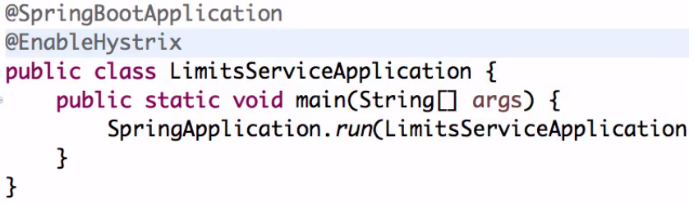 @SpringBootApplication
@EnableHystrix
public class LimitsServiceApplication {
    public static void main(String[] args) {
        SpringApplication.run(LimitsServiceApplication
    }
}